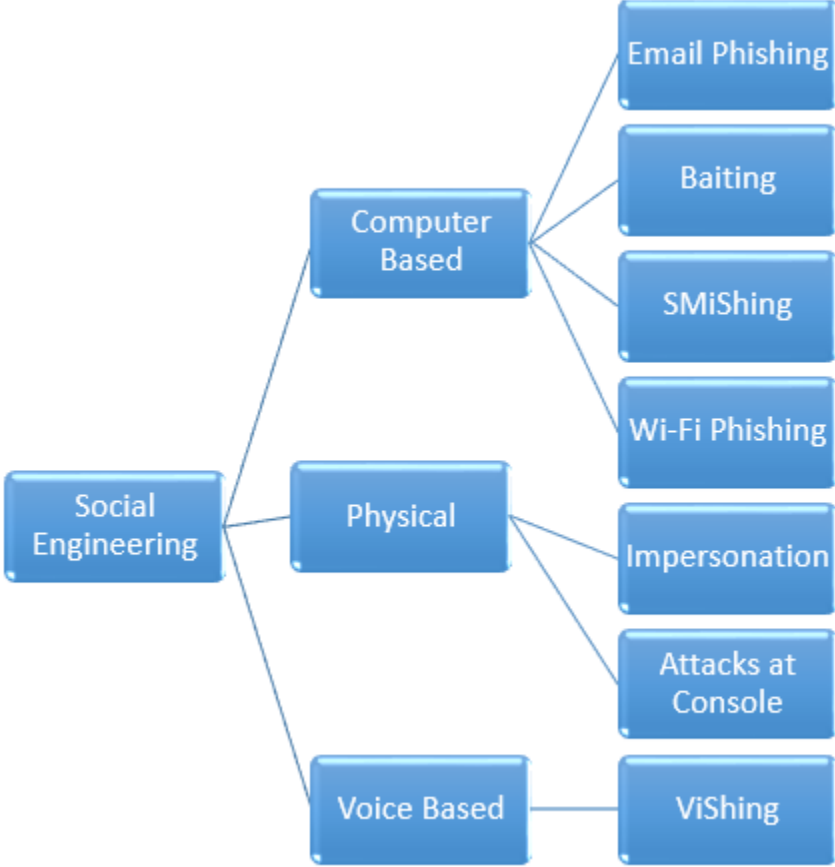 Email Phishing
Baiting
Computer
Based
SMiShing
Wi-Fi Phishing
Social
Engineering
Physical
Impersonation
Attacks at
Console
Voice Based
ViShing